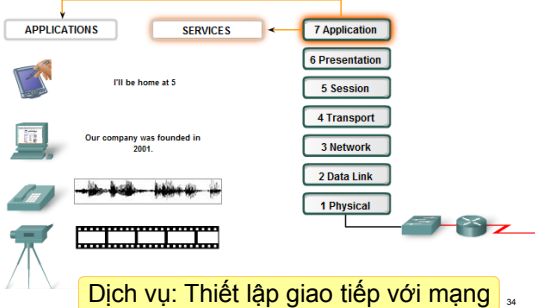 APPLICATIONS
SERVICES
7 Application
6 Presentation
5 Session
4 Transport
3 Network
2 Data Link
1 Physical
I'll be home at 5
Our company was founded in
2001.
Dịch vụ: Thiết lập giao tiếp với mạng
34